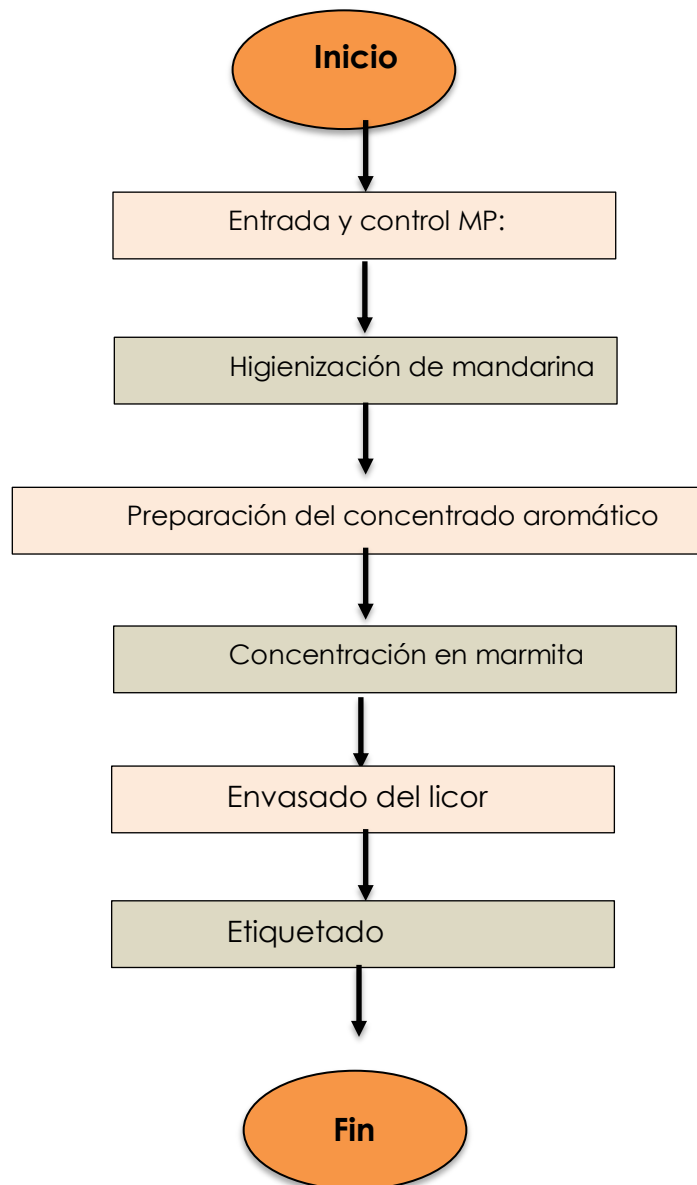 Inicio
Entrada y control MP:
Higienización de mandarina
Preparación del concentrado aromático
Concentración en marmita
Envasado del licor
Etiquetado
Fin